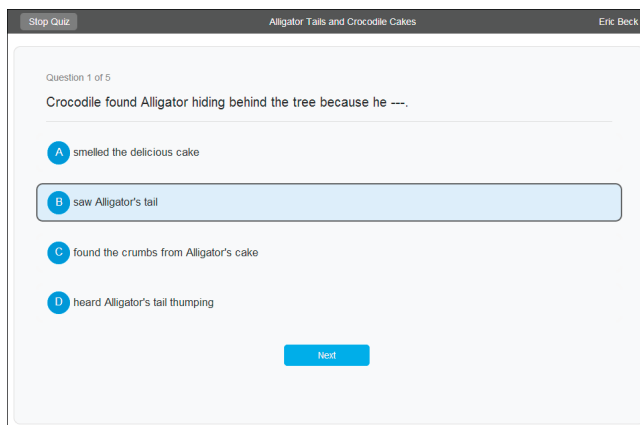 Stop Quiz Alligator Tails and Crocodile Cakes Eric Beck
Question 1 of 5
Crocodile found Alligator hiding behind the tree because he ---.
A smelled the delicious cake
B saw Alligator's tail
C found the crumbs from Alligator's cake
D heard Alligator's tail thumping
Next